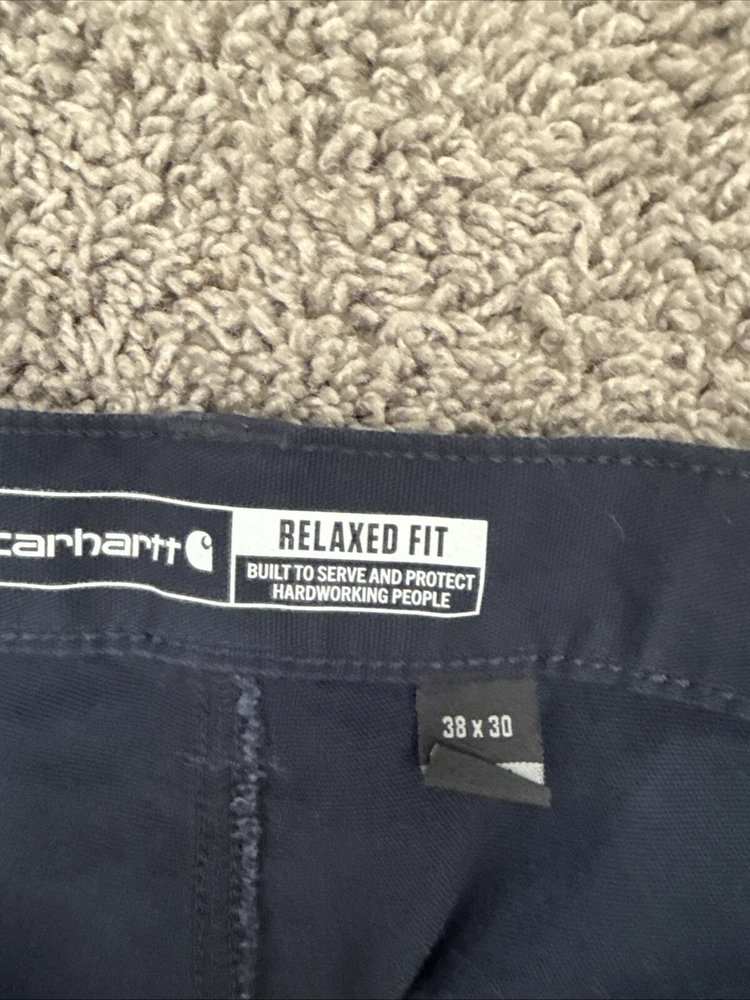 carhartt
RELAXED FIT
BUILT TO SERVE AND PROTECT
HARDWORKING PEOPLE
38 x 30